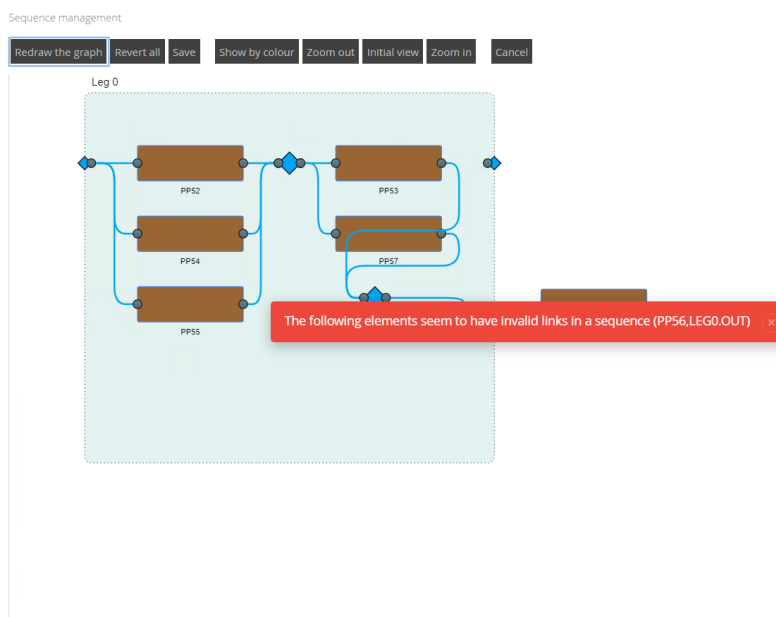 Sequence management
Redraw the graph Revert all Save Show by colour Zoom out Initial view Zoom in Cancel
Leg 0
PP52 PP53
PP54 PP57
The following elements seem to have invalid links in a sequence (PP56,LEG0.OUT) ×
PP55